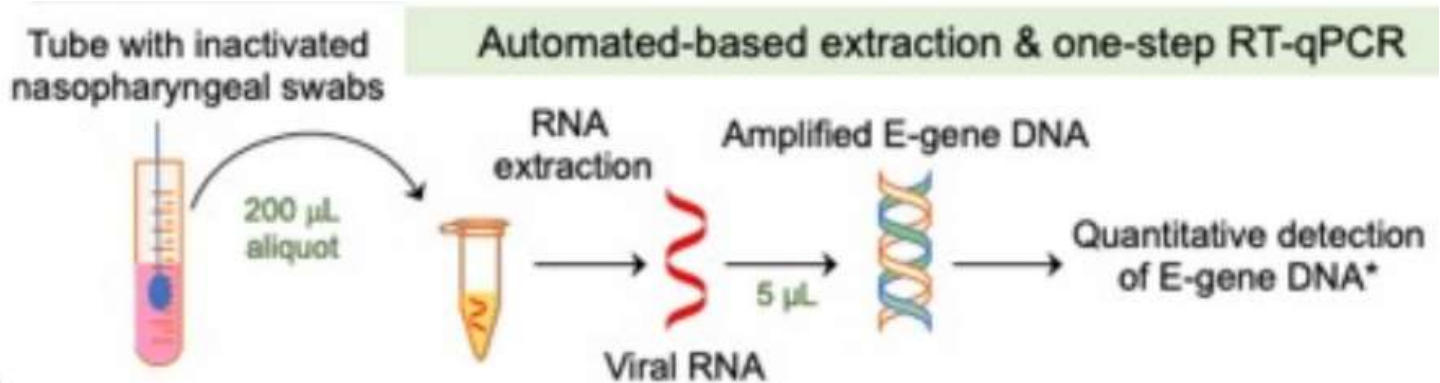 Tube with inactivated
nasopharyngeal swabs
Automated-based extraction & one-step RT-qPCR
200 µL
aliquot
RNA
extraction
Viral RNA
5 µL
Amplified E-gene DNA
Quantitative detection
of E-gene DNA*